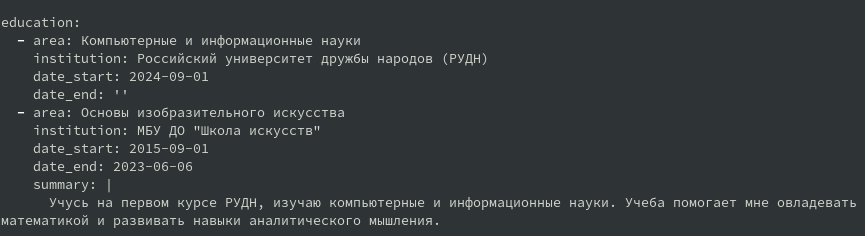 education:
  - area: Компьютерные и информационные науки
    institution: Российский университет дружбы народов (РУДН)
    date_start: 2024-09-01
    date_end: ''
  - area: Основы изобразительного искусства
    institution: МБУ ДО "Школа искусств"
    date_start: 2015-09-01
    date_end: 2023-06-06
    summary: |
      Учусь на первом курсе РУДН, изучаю компьютерные и информационные науки. Учеба помогает мне овладевать
математикой и развивать навыки аналитического мышления.